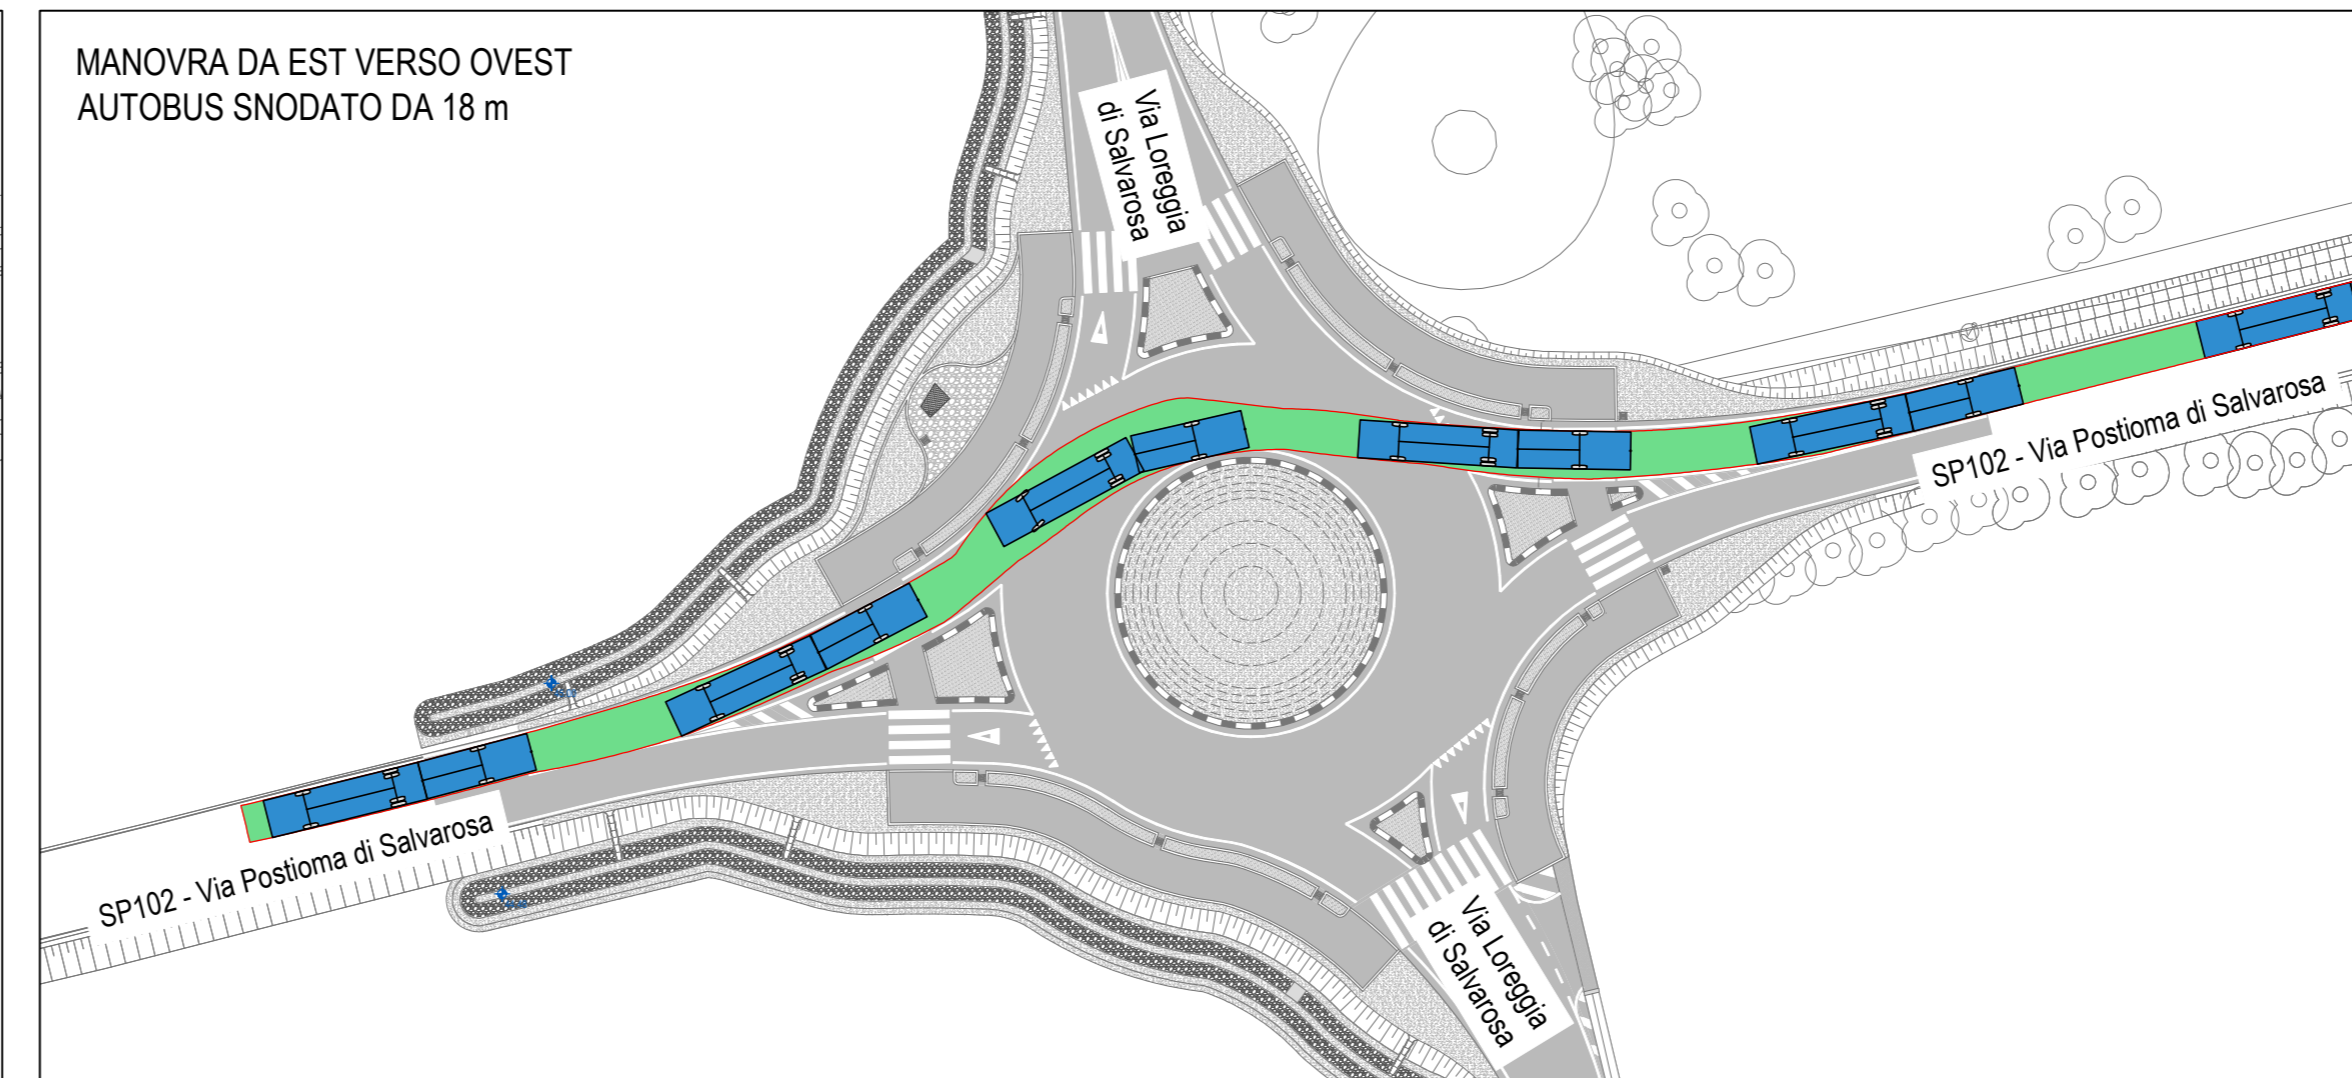 MANOVRA DA EST VERSO OVEST
AUTOBUS SNODATO DA 18 m
Via Loreggia
di Salvarosa
SP102 - Via Postioma di Salvarosa
SP102 - Via Postioma di Salvarosa
Via Loreggia
di Salvarosa